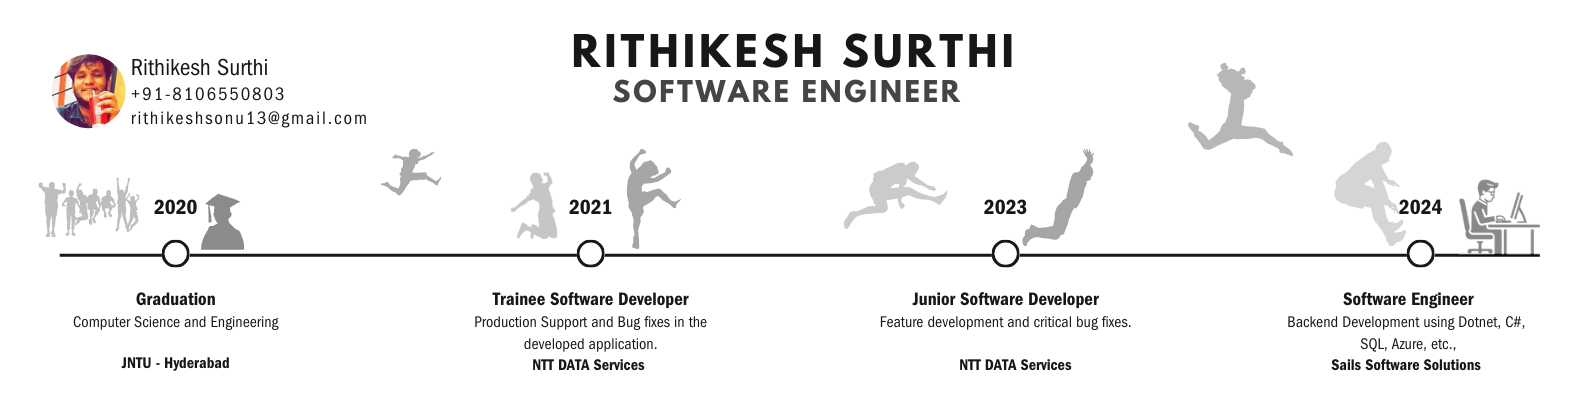 RITHIKESH SURTHI
SOFTWARE ENGINEER
Rithikesh Surthi
+91-8106550803
rithikeshsonu13@gmail.com
2020
Graduation
Computer Science and Engineering
JNTU - Hyderabad
2021
Trainee Software Developer
Production Support and Bug fixes in the
developed application.
NTT DATA Services
2023
Junior Software Developer
Feature development and critical bug fixes.
NTT DATA Services
2024
Software Engineer
Backend Development using Dotnet, C#,
SQL, Azure, etc.,
Sails Software Solutions